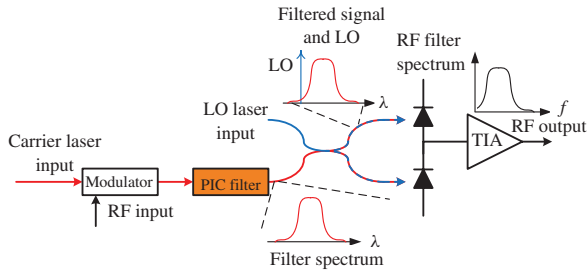 Filtered signal
and LO
LO
λ
RF filter
spectrum
f
LO laser
input
Carrier laser
input
Modulator
PIC filter
TIA
RF output
RF input
λ
Filter spectrum